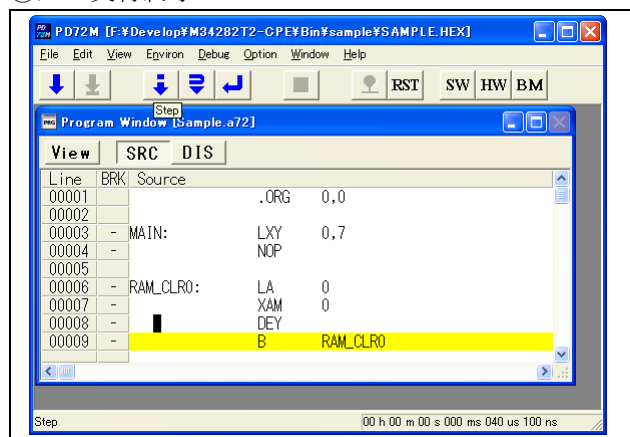 PD72M [F:¥Develop¥M34282T2-CPE¥Bin¥sample¥SAMPLE.HEX]
File Edit View Environ Debug Option Window Help
RST SW HW BM
Step
Program Window [Sample.a72]
View SRC DIS
Line BRK Source
00001 .ORG 0,0
00002
00003 - MAIN: LXY 0,7
00004 - NOP
00005
00006 - RAM_CLR0: LA 0
00007 - XAM 0
00008 - DEY
00009 - B RAM_CLR0
Step 00 h 00 m 00 s 000 ms 040 us 100 ns